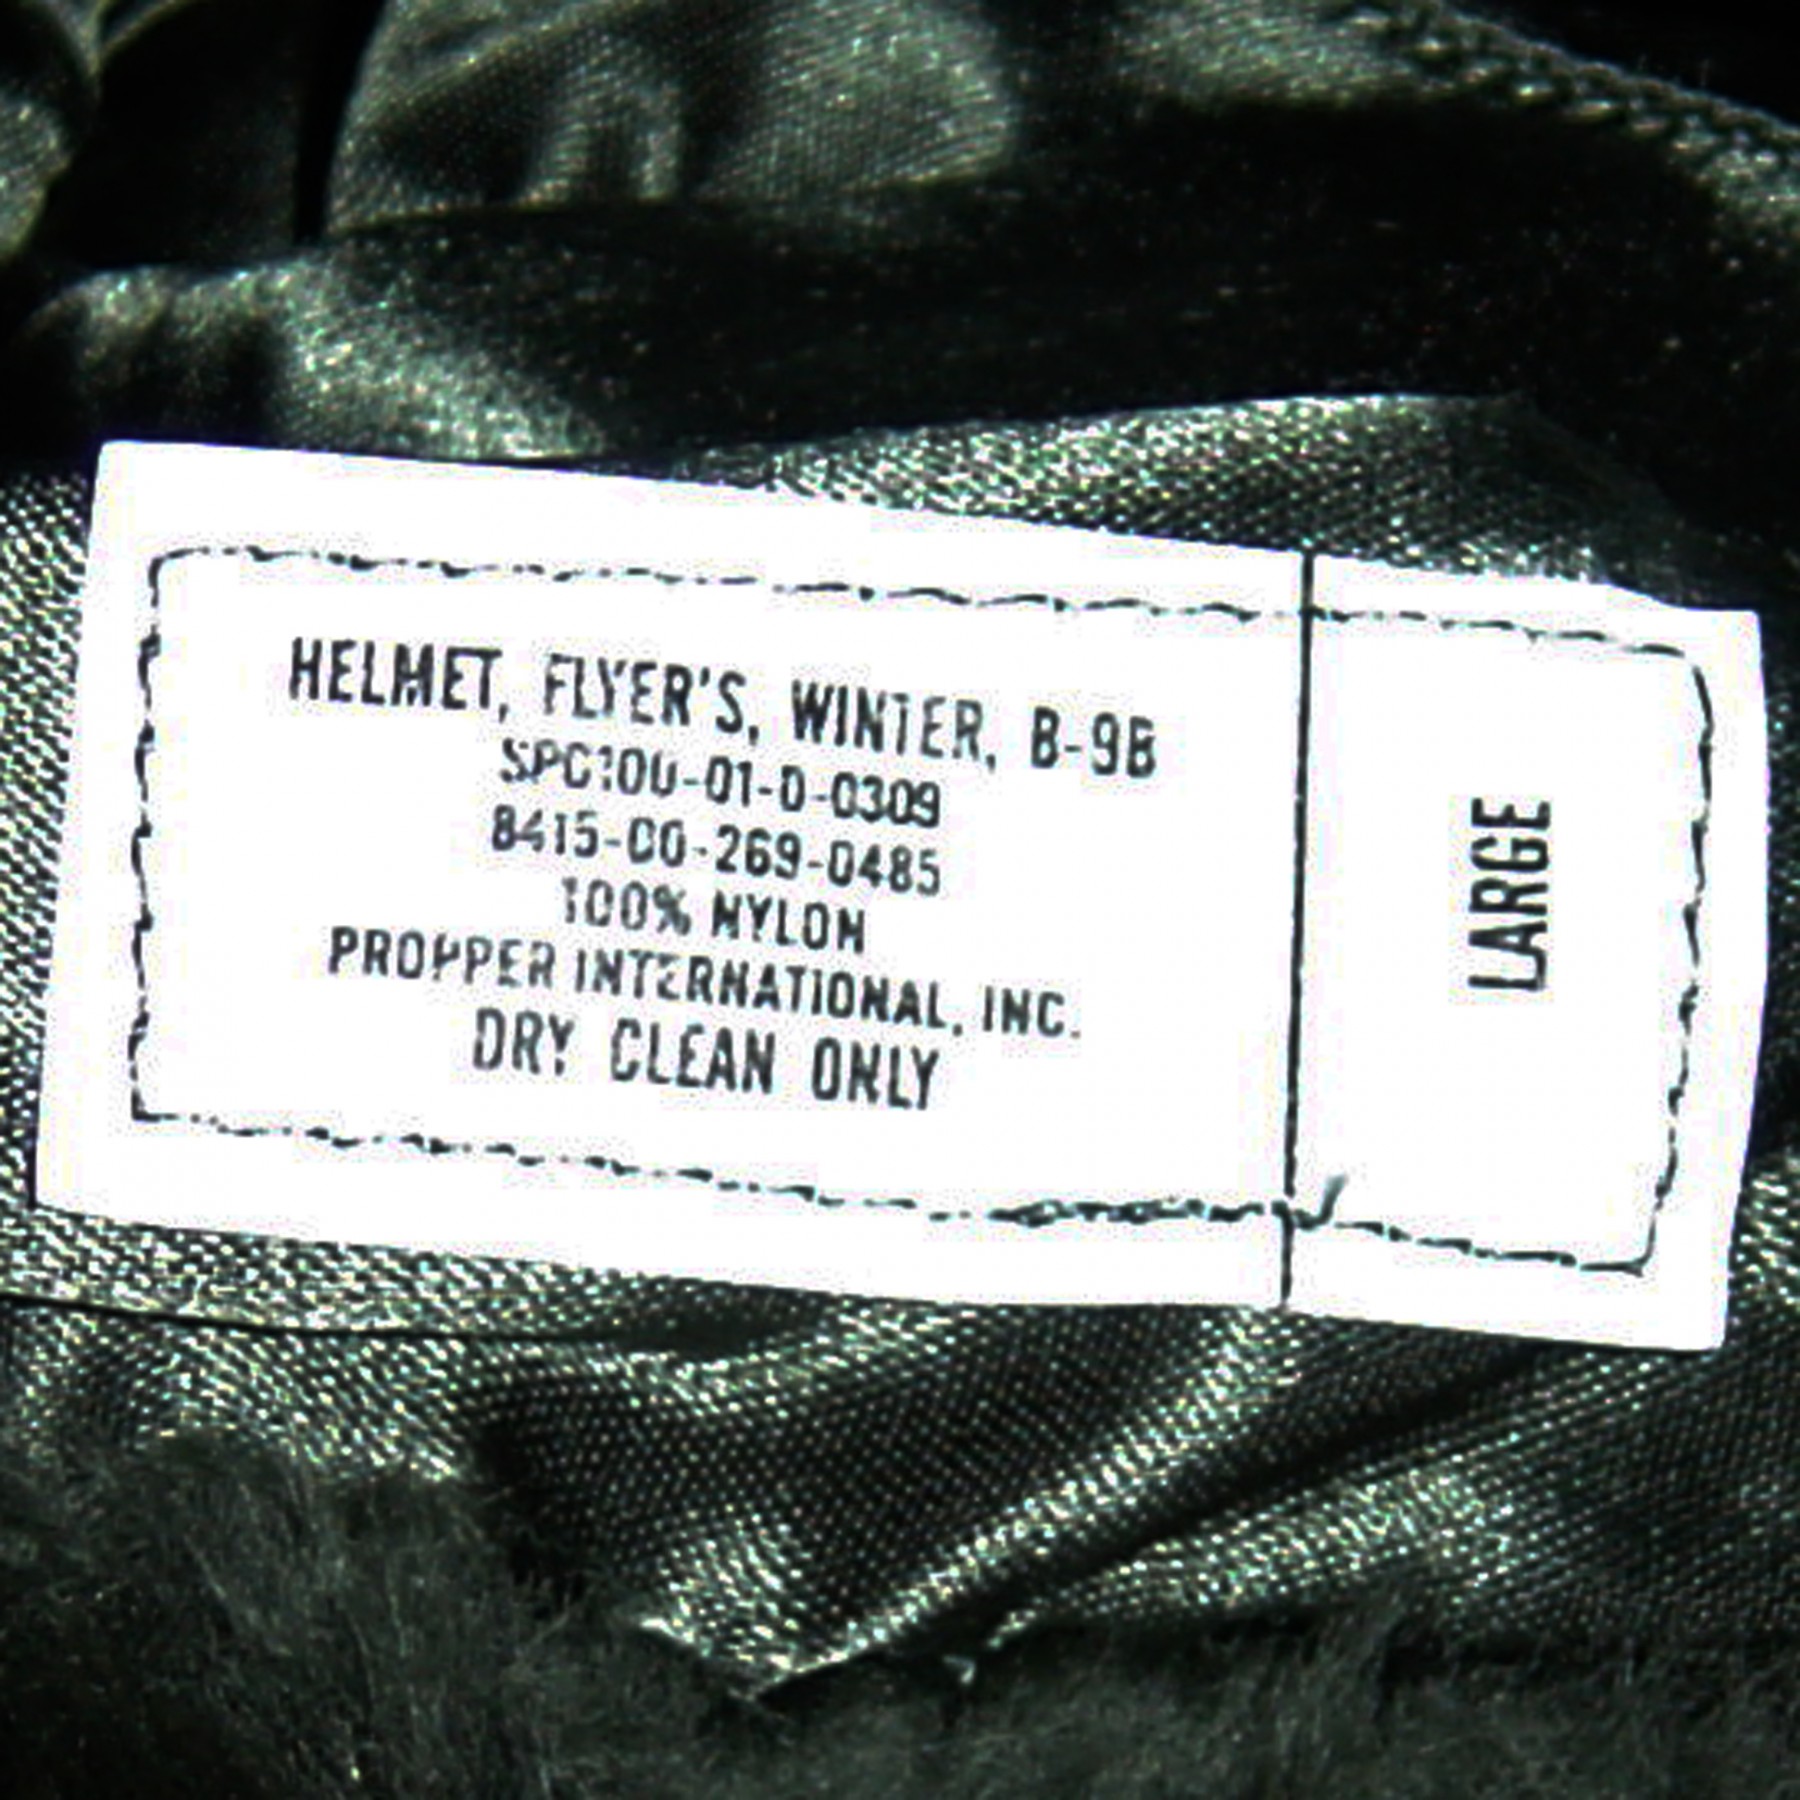 HELMET, FLYER'S, WINTER, B-9B
SPC100-01-D-0309
8415-00-269-0485
100% NYLON
PROPPER INTERNATIONAL, INC.
DRY CLEAN ONLY
LARGE